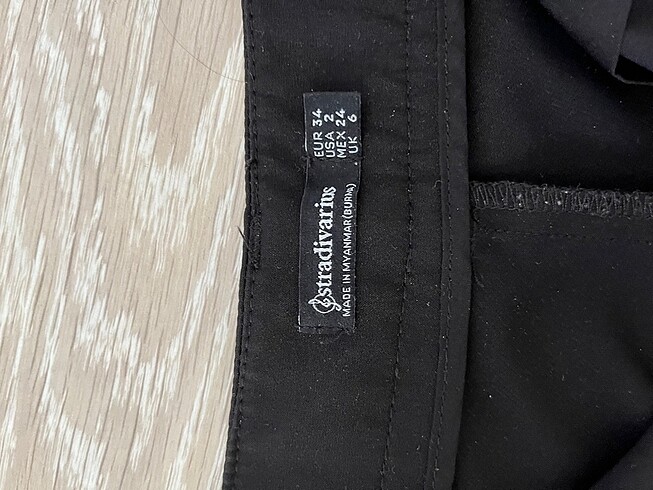 stradivarius
MADE IN MYANMAR(BURMA)
EUR 34
USA 2
MEX 24
UK 6